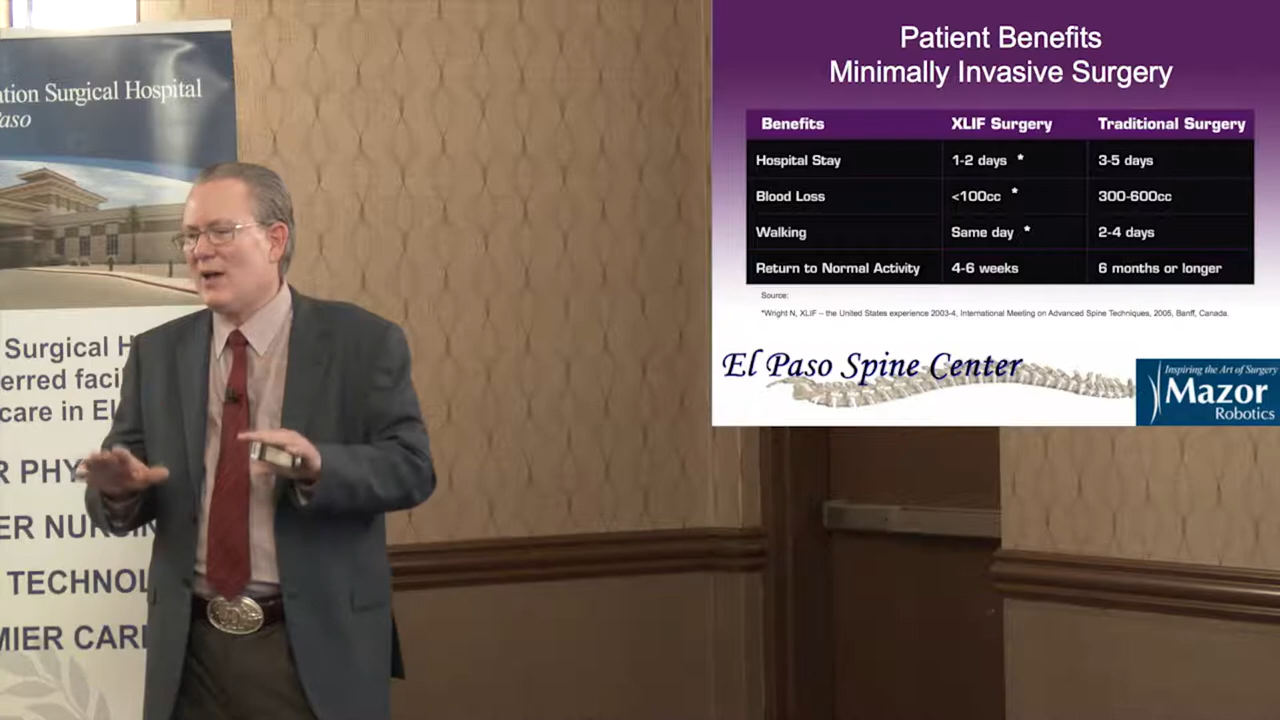 tion Surgical Hospital
aso
Surgical H
erred faci
care in El
R PHY
ER NURSIN
TECHNOL
MIER CARE
Patient Benefits
Minimally Invasive Surgery
Benefits XLIF Surgery Traditional Surgery
Hospital Stay 1-2 days * 3-5 days
Blood Loss <100cc * 300-600cc
Walking Same day * 2-4 days
Return to Normal Activity 4-6 weeks 6 months or longer
Source:
*Wright N, XLIF – the United States experience 2003-4, International Meeting on Advanced Spine Techniques, 2005, Banff, Canada.
El Paso Spine Center
Inspiring the Art of Surgery
Mazor
Robotics